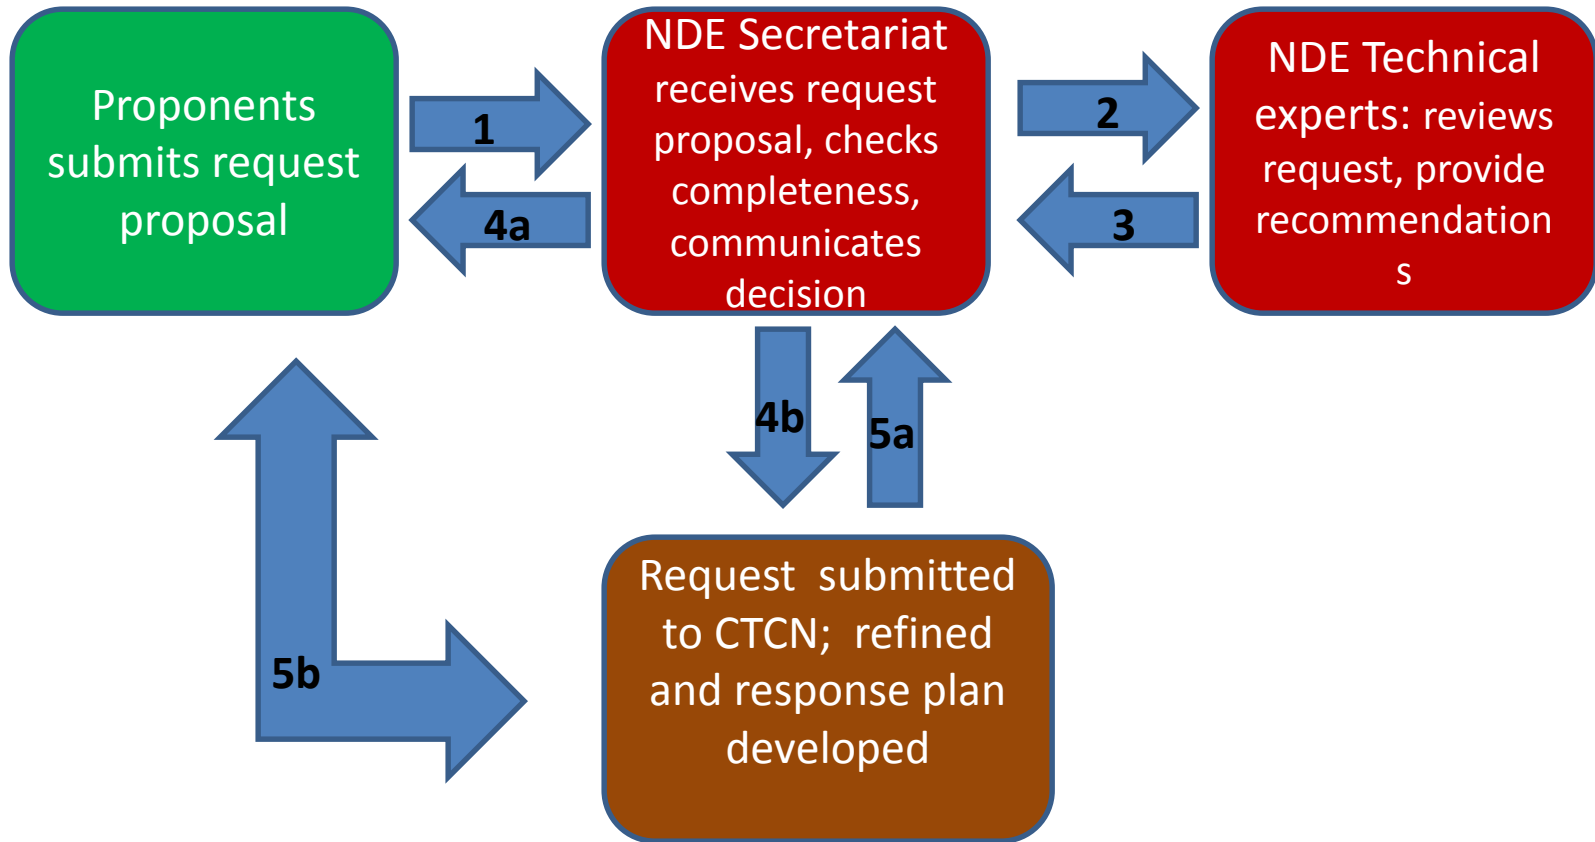 Proponents
submits request
proposal
1
4a
NDE Secretariat
receives request
proposal, checks
completeness,
communicates
decision
2
3
NDE Technical
experts: reviews
request, provide
recommendation
s
4b
5a
5b
Request  submitted
to CTCN;  refined
and response plan
developed